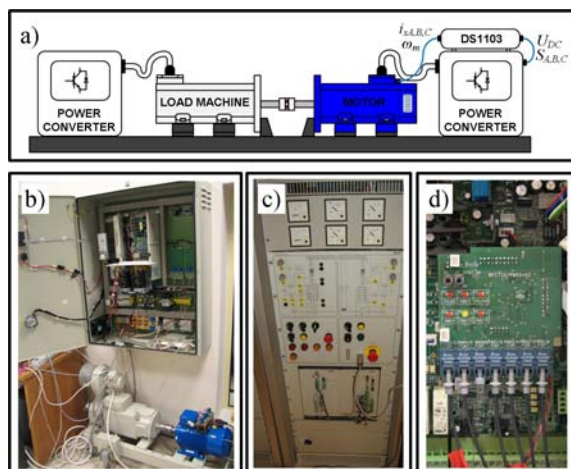 a)
i_sA,B,C
ω_m
DS1103
U_DC
S_A,B,C
POWER
CONVERTER
LOAD MACHINE
MOTOR
POWER
CONVERTER
b)
c)
d)